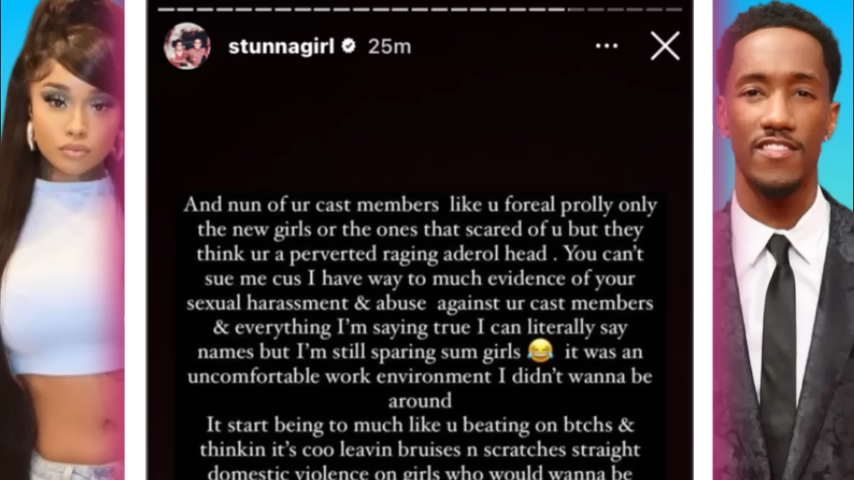 stunnagirl 25m
And nun of ur cast members like u foreal prolly only
the new girls or the ones that scared of u but they
think ur a perverted raging aderol head . You can't
sue me cus I have way to much evidence of your
sexual harassment & abuse against ur cast members
& everything I'm saying true I can literally say
names but I'm still sparing sum girls 😂 it was an
uncomfortable work environment I didn't wanna be
around
It start being to much like u beating on btchs &
thinkin it's coo leavin bruises n scratches straight
domestic violence on girls who would wanna be